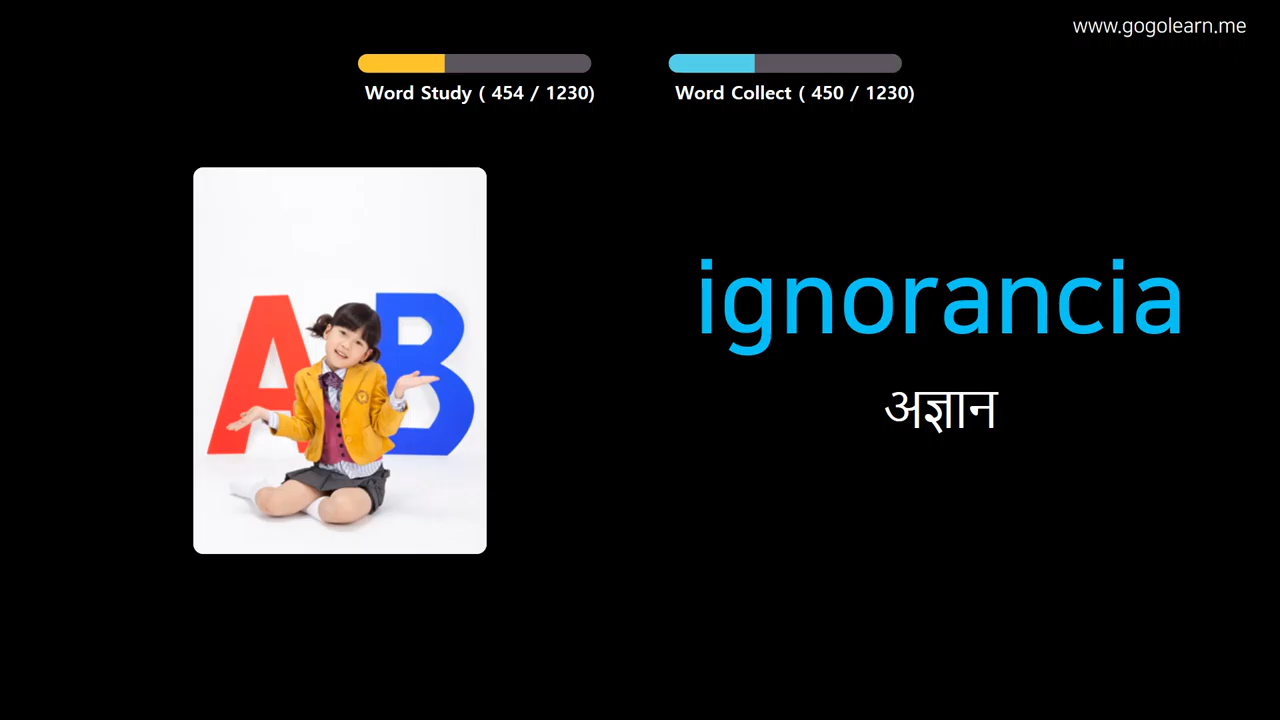 www.gogolearn.me
Word Study ( 454 / 1230)
Word Collect ( 450 / 1230)
A B
ignorancia
अज्ञान